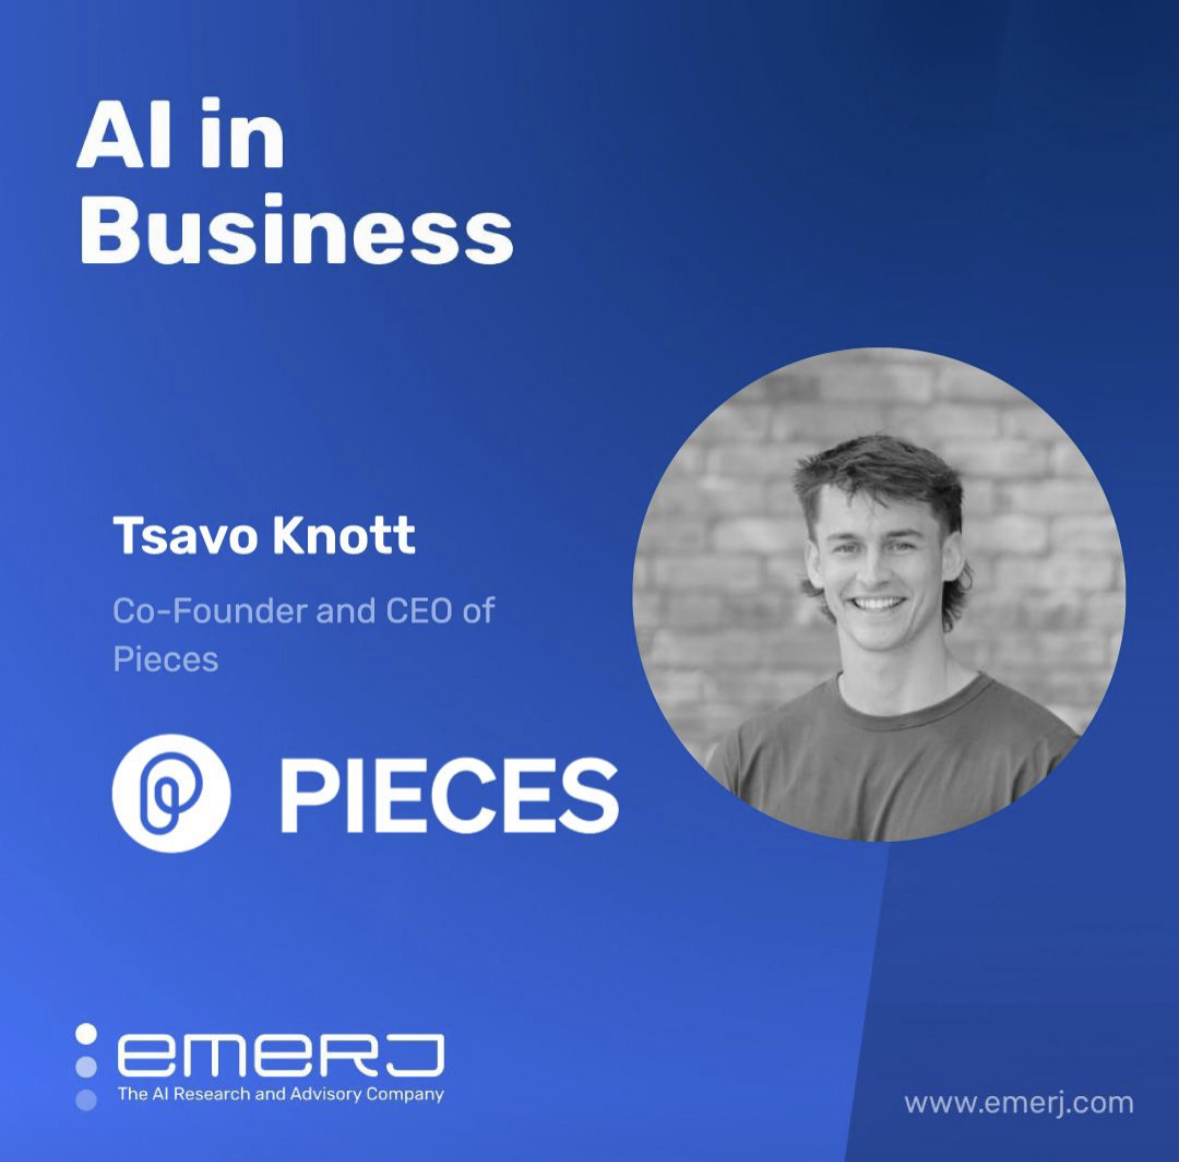 AI in
Business
Tsavo Knott
Co-Founder and CEO of
Pieces
PIECES
emerj
The AI Research and Advisory Company
www.emerj.com